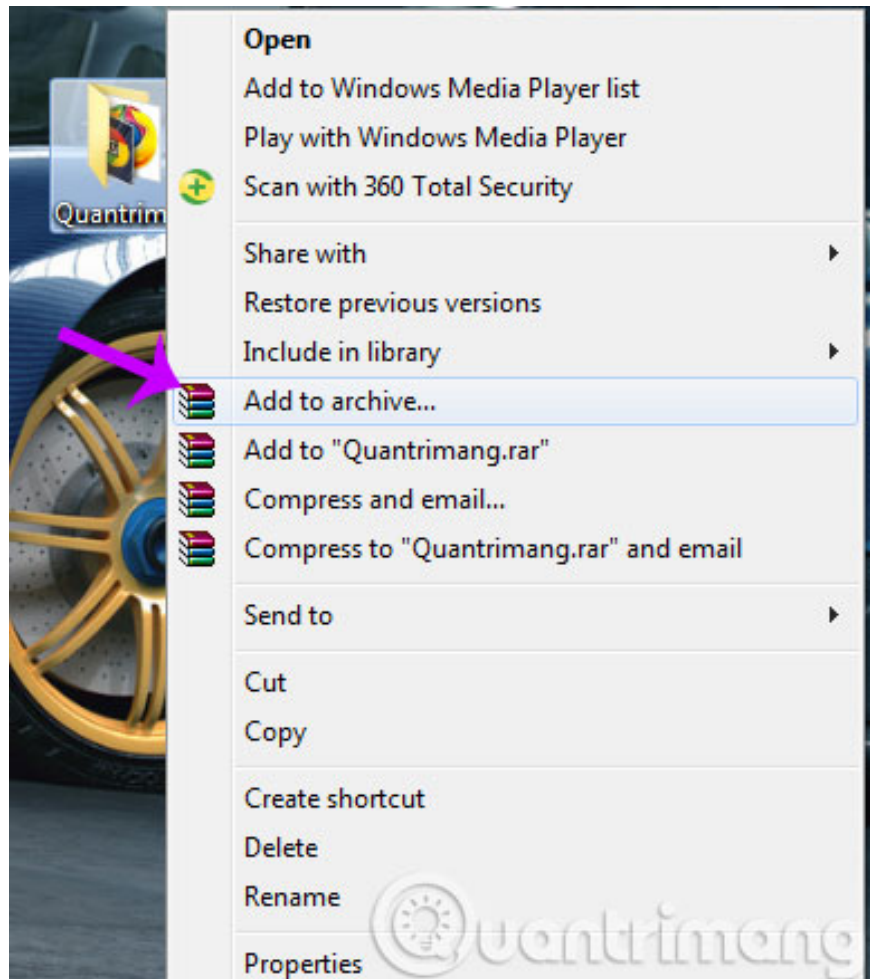 Open
Add to Windows Media Player list
Play with Windows Media Player
Scan with 360 Total Security
Quantrim
Share with
Restore previous versions
Include in library
Add to archive...
Add to "Quantrimang.rar"
Compress and email...
Compress to "Quantrimang.rar" and email
Send to
Cut
Copy
Create shortcut
Delete
Rename
Properties
Quantrimang